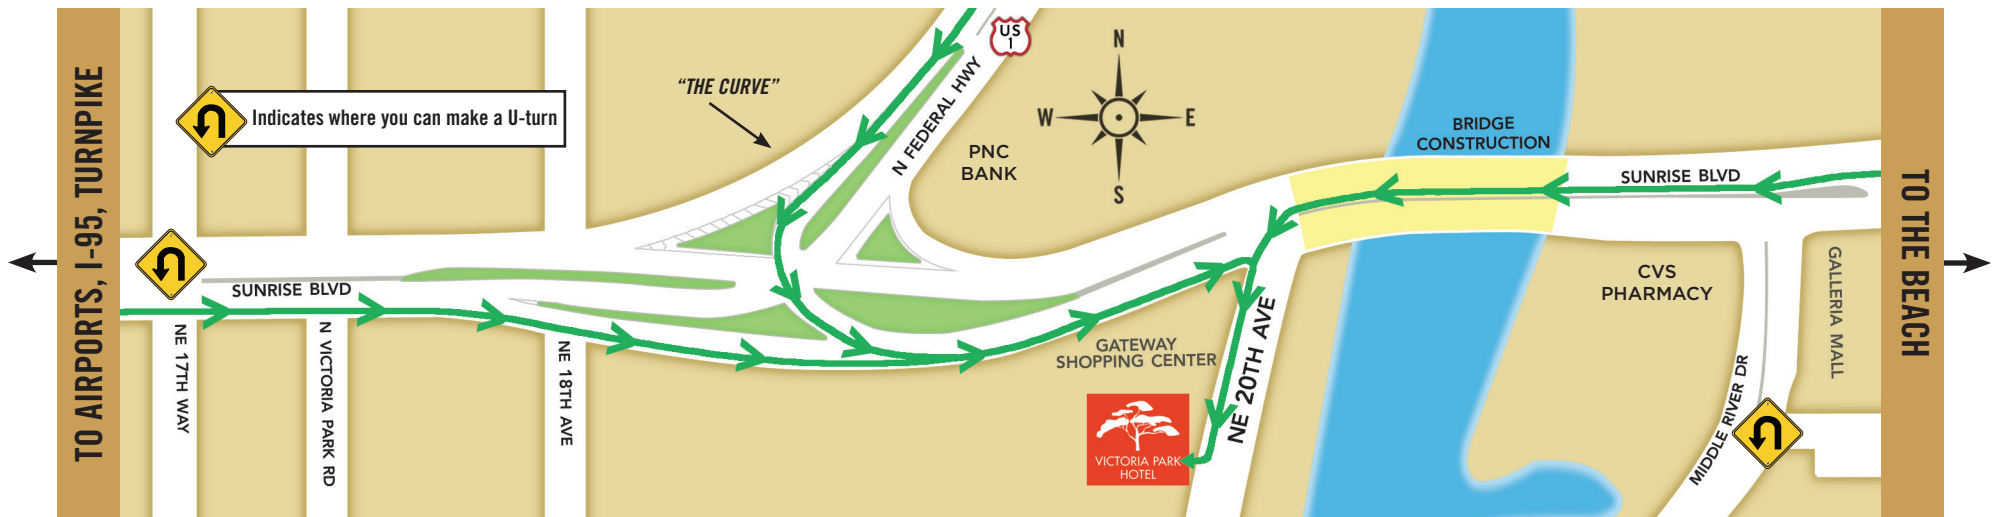 TO AIRPORTS, I-95, TURNPIKE
Indicates where you can make a U-turn
"THE CURVE"
US
1
N FEDERAL HWY
PNC
BANK
N
W
E
S
BRIDGE
CONSTRUCTION
SUNRISE BLVD
TO THE BEACH
SUNRISE BLVD
NE 17TH WAY
N VICTORIA PARK RD
NE 18TH AVE
GATEWAY
SHOPPING CENTER
NE 20TH AVE
VICTORIA PARK
HOTEL
CVS
PHARMACY
MIDDLE RIVER DR
GALLERIA MALL